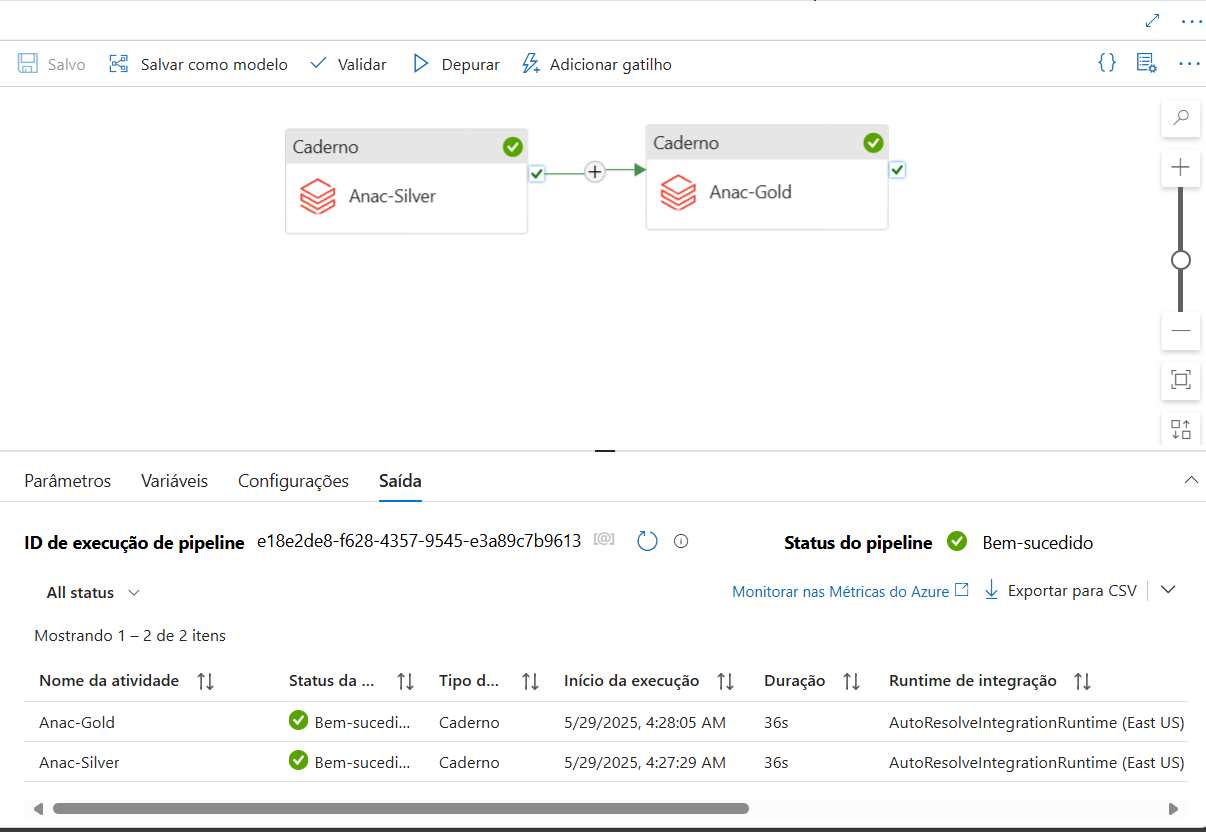 Salvo Salvar como modelo Validar Depurar Adicionar gatilho {}
Caderno
Anac-Silver
Caderno
Anac-Gold
Parâmetros Variáveis Configurações Saída
ID de execução de pipeline e18e2de8-f628-4357-9545-e3a89c7b9613 [@] Status do pipeline Bem-sucedido
All status Monitorar nas Métricas do Azure Exportar para CSV
Mostrando 1 – 2 de 2 itens
Nome da atividade Status da ... Tipo d... Início da execução Duração Runtime de integração
Anac-Gold Bem-sucedi... Caderno 5/29/2025, 4:28:05 AM 36s AutoResolveIntegrationRuntime (East US)
Anac-Silver Bem-sucedi... Caderno 5/29/2025, 4:27:29 AM 36s AutoResolveIntegrationRuntime (East US)